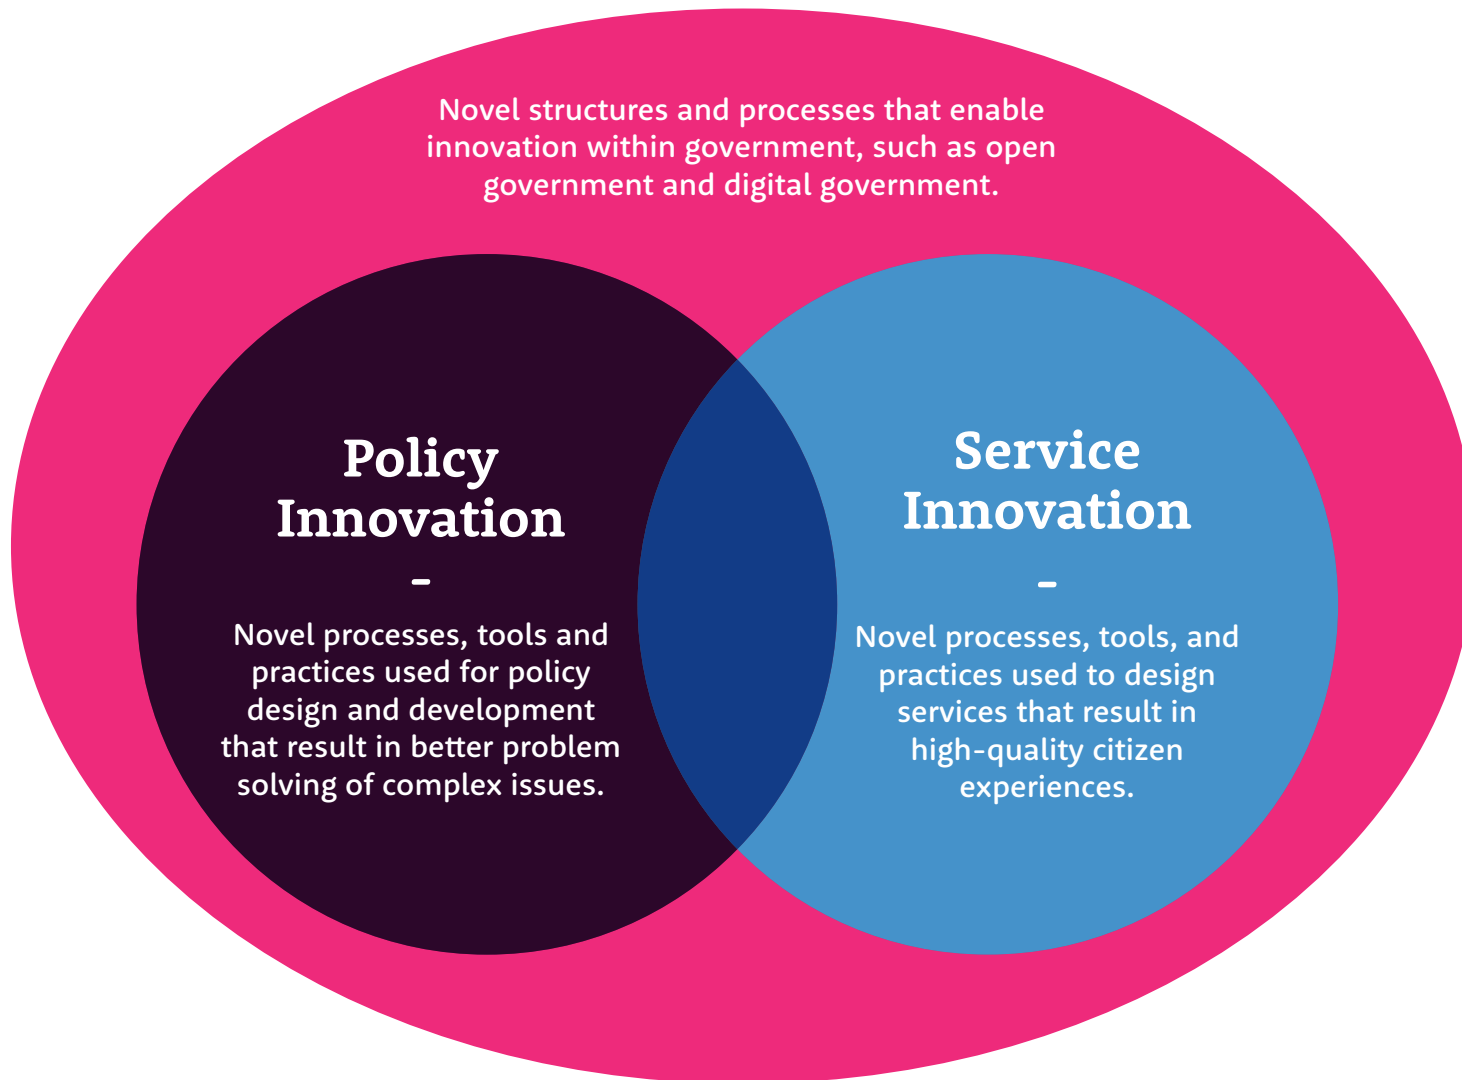 Novel structures and processes that enable
innovation within government, such as open
government and digital government.
Policy
Innovation
–
Novel processes, tools and
practices used for policy
design and development
that result in better problem
solving of complex issues.
Service
Innovation
–
Novel processes, tools, and
practices used to design
services that result in
high-quality citizen
experiences.